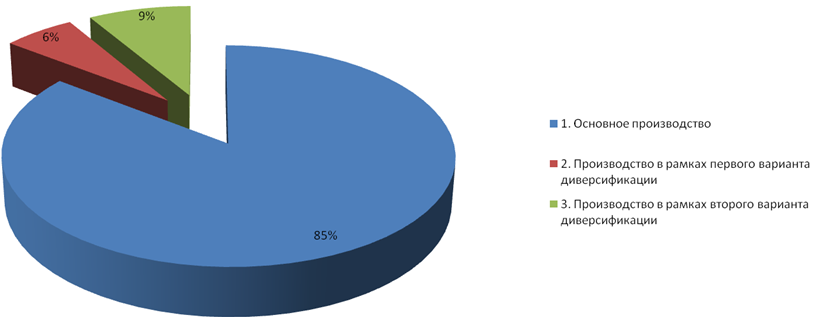 9%
6%
85%
1. Основное производство
2. Производство в рамках первого варианта
диверсификации
3. Производство в рамках второго варианта
диверсификации